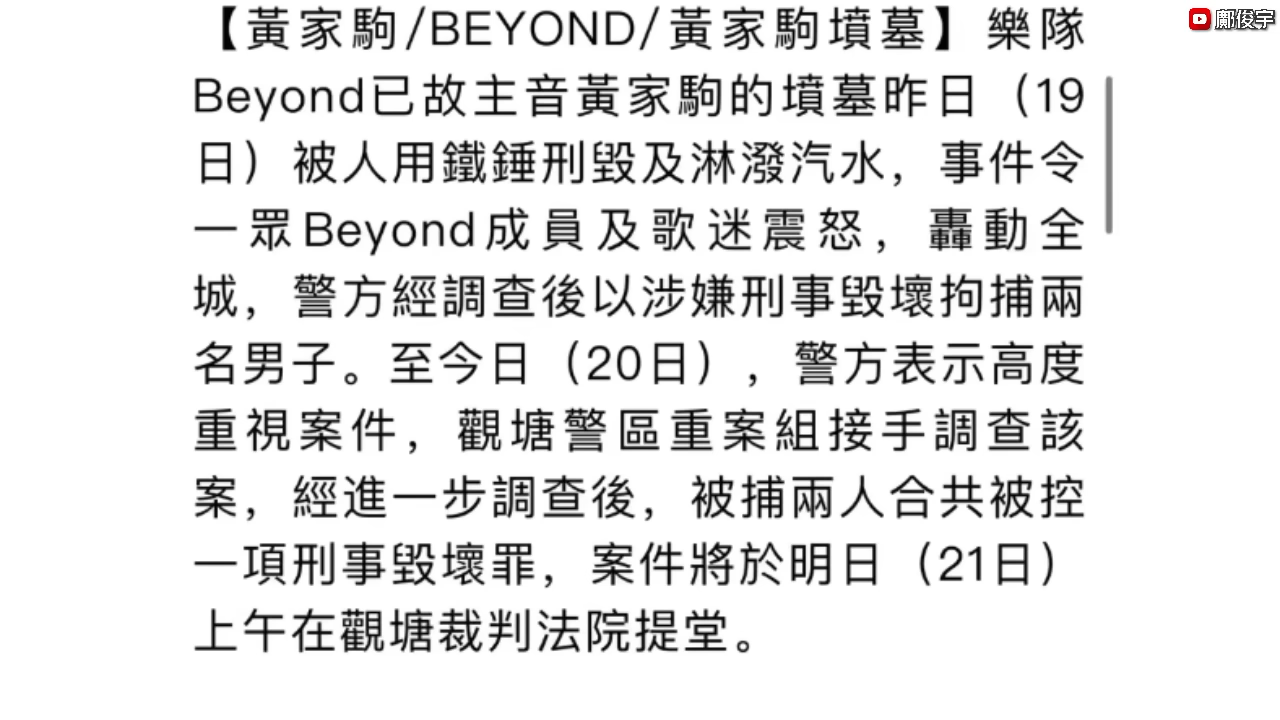 鄺俊宇
【黃家駒/BEYOND/黃家駒墳墓】樂隊
Beyond已故主音黃家駒的墳墓昨日（19
日）被人用鐵錘刑毀及淋潑汽水，事件令
一眾Beyond成員及歌迷震怒，轟動全
城，警方經調查後以涉嫌刑事毀壞拘捕兩
名男子。至今日（20日），警方表示高度
重視案件，觀塘警區重案組接手調查該
案，經進一步調查後，被捕兩人合共被控
一項刑事毀壞罪，案件將於明日（21日）
上午在觀塘裁判法院提堂。